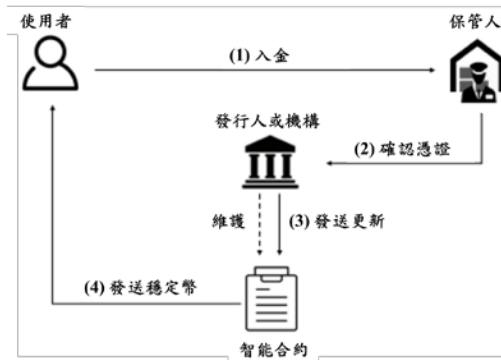 使用者
保管人
(1) 入金
發行人或機構
(2) 確認憑證
維護
(3) 發送更新
(4) 發送穩定幣
智能合約